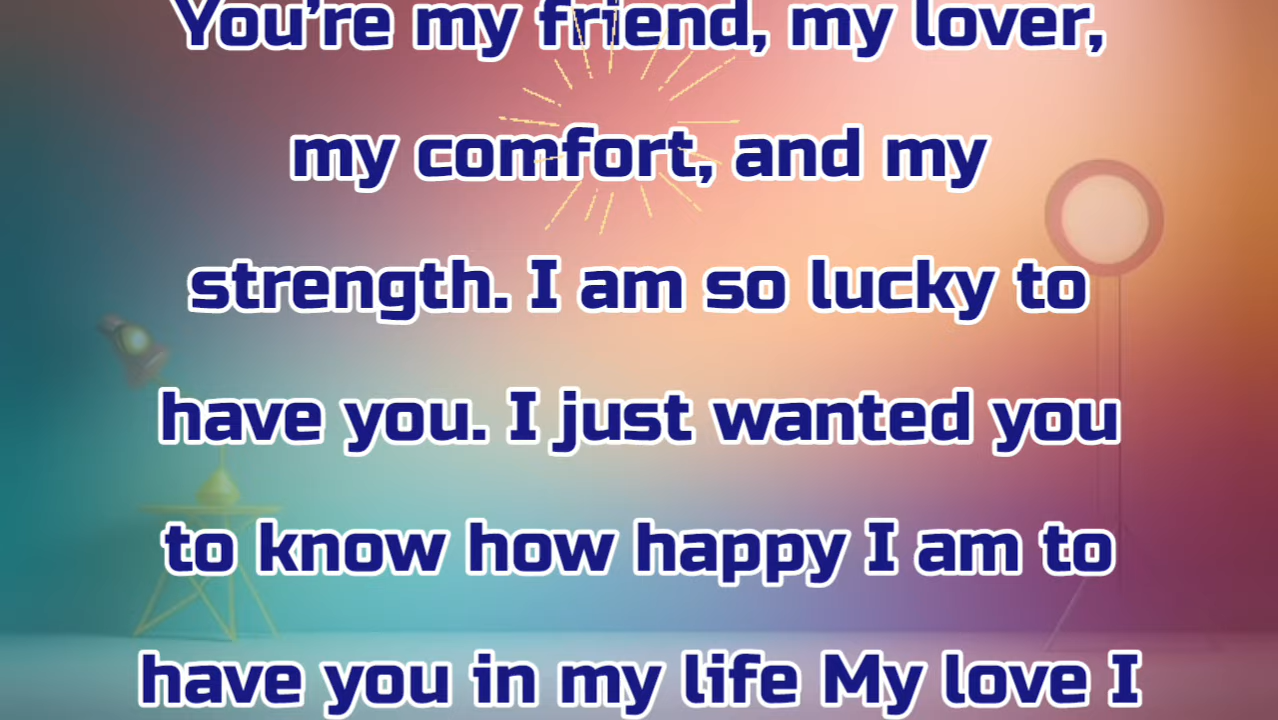 You’re my friend, my lover,
my comfort, and my
strength. I am so lucky to
have you. I just wanted you
to know how happy I am to
have you in my life My love I